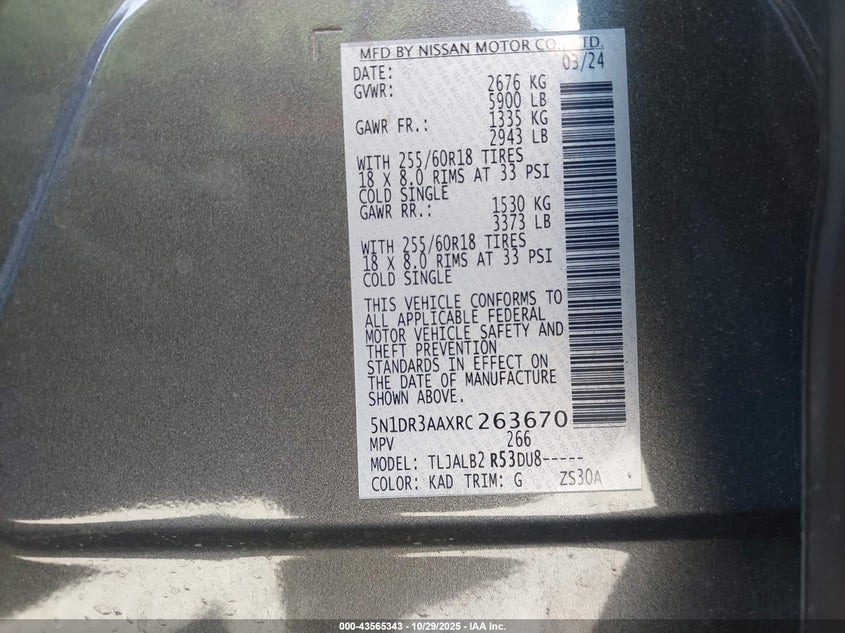 MFD BY NISSAN MOTOR CO., LTD.
DATE: 03/24
GVWR: 2676 KG
5900 LB
GAWR FR.: 1335 KG
2943 LB
WITH 255/60R18 TIRES
18 X 8.0 RIMS AT 33 PSI
COLD SINGLE
GAWR RR.: 1530 KG
3373 LB
WITH 255/60R18 TIRES
18 X 8.0 RIMS AT 33 PSI
COLD SINGLE
THIS VEHICLE CONFORMS TO
ALL APPLICABLE FEDERAL
MOTOR VEHICLE SAFETY AND
THEFT PREVENTION
STANDARDS IN EFFECT ON
THE DATE OF MANUFACTURE
SHOWN ABOVE.
5N1DR3AAXRC263670
MPV 266
MODEL: TLJALB2 R53DU8-----
COLOR: KAD TRIM: G ZS30A
000-43565343 - 10/29/2025 - IAA Inc.